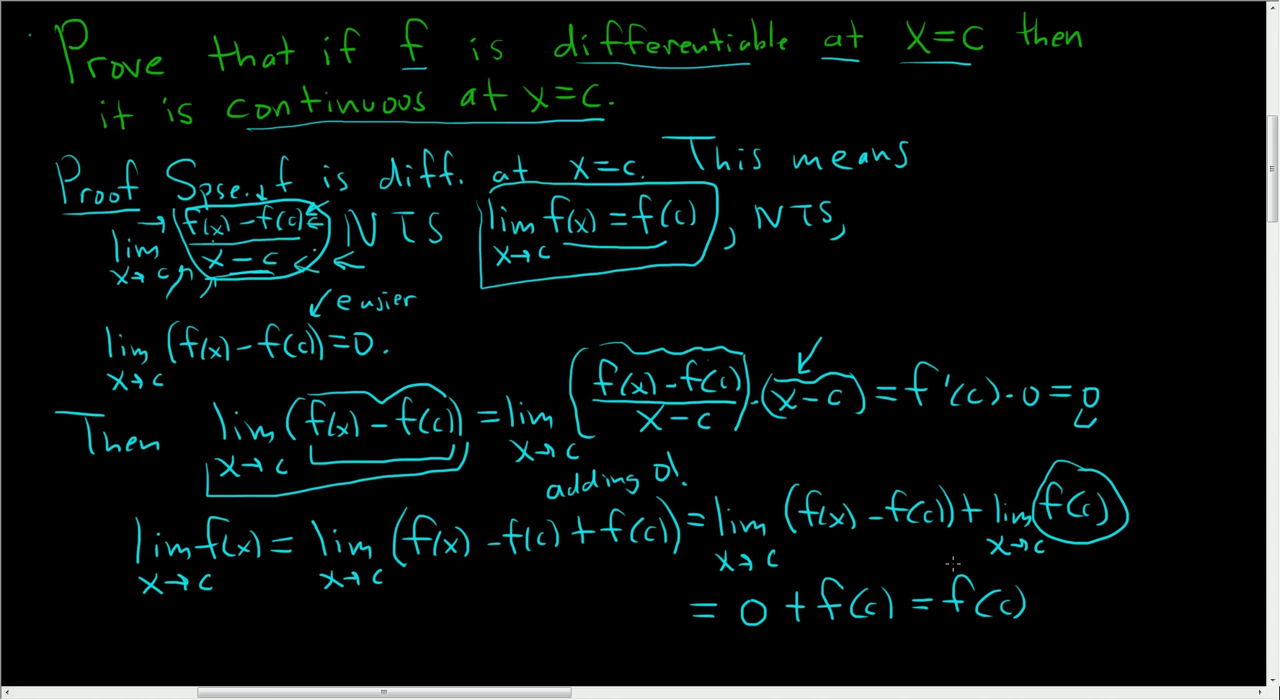 Prove that if f is differentiable at x=c then
it is continuous at x=c.
Proof Spse. f is diff. at x=c. This means
lim x→c (f(x) - f(c))/(x - c), NTS lim x→c f(x) = f(c), NTS,
easier
lim x→c (f(x) - f(c)) = 0.
Then lim x→c (f(x) - f(c)) = lim x→c [(f(x) - f(c))/(x - c)] · (x - c) = f'(c) · 0 = 0
adding 0!
lim x→c f(x) = lim x→c (f(x) - f(c) + f(c)) = lim x→c (f(x) - f(c)) + lim x→c f(c)
= 0 + f(c) = f(c)